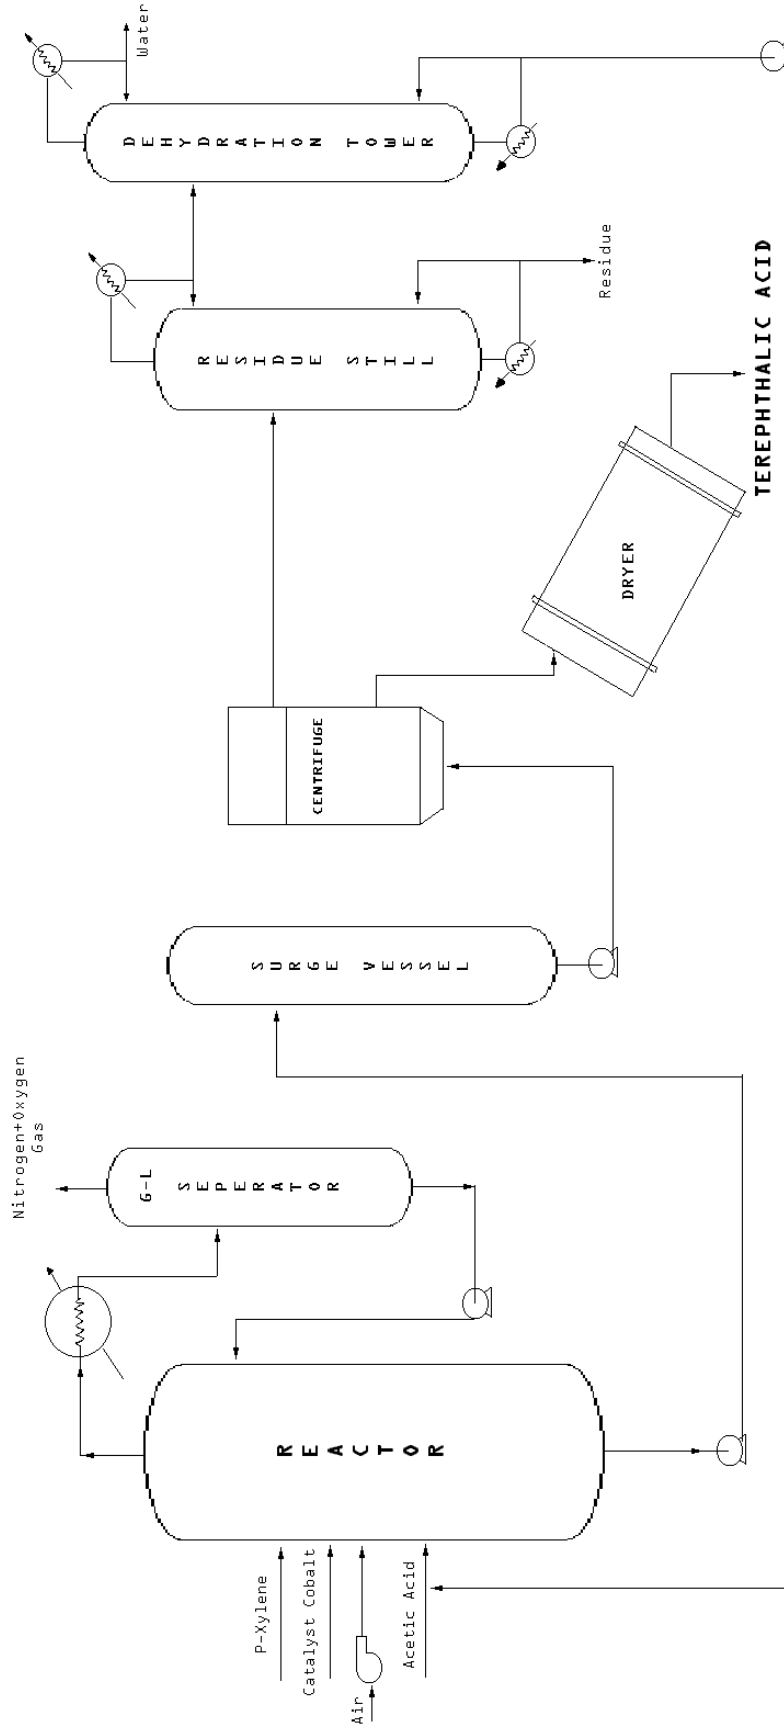 Nitrogen+Oxygen
Gas
Water
G-L
SEPERATOR
SURGE VESSEL
RESIDUE STILL
DEHYDRATION TOWER
REACTOR
CENTRIFUGE
P-Xylene
Catalyst Cobalt
Air
Acetic Acid
DRYER
Residue
TEREPHTHALIC ACID